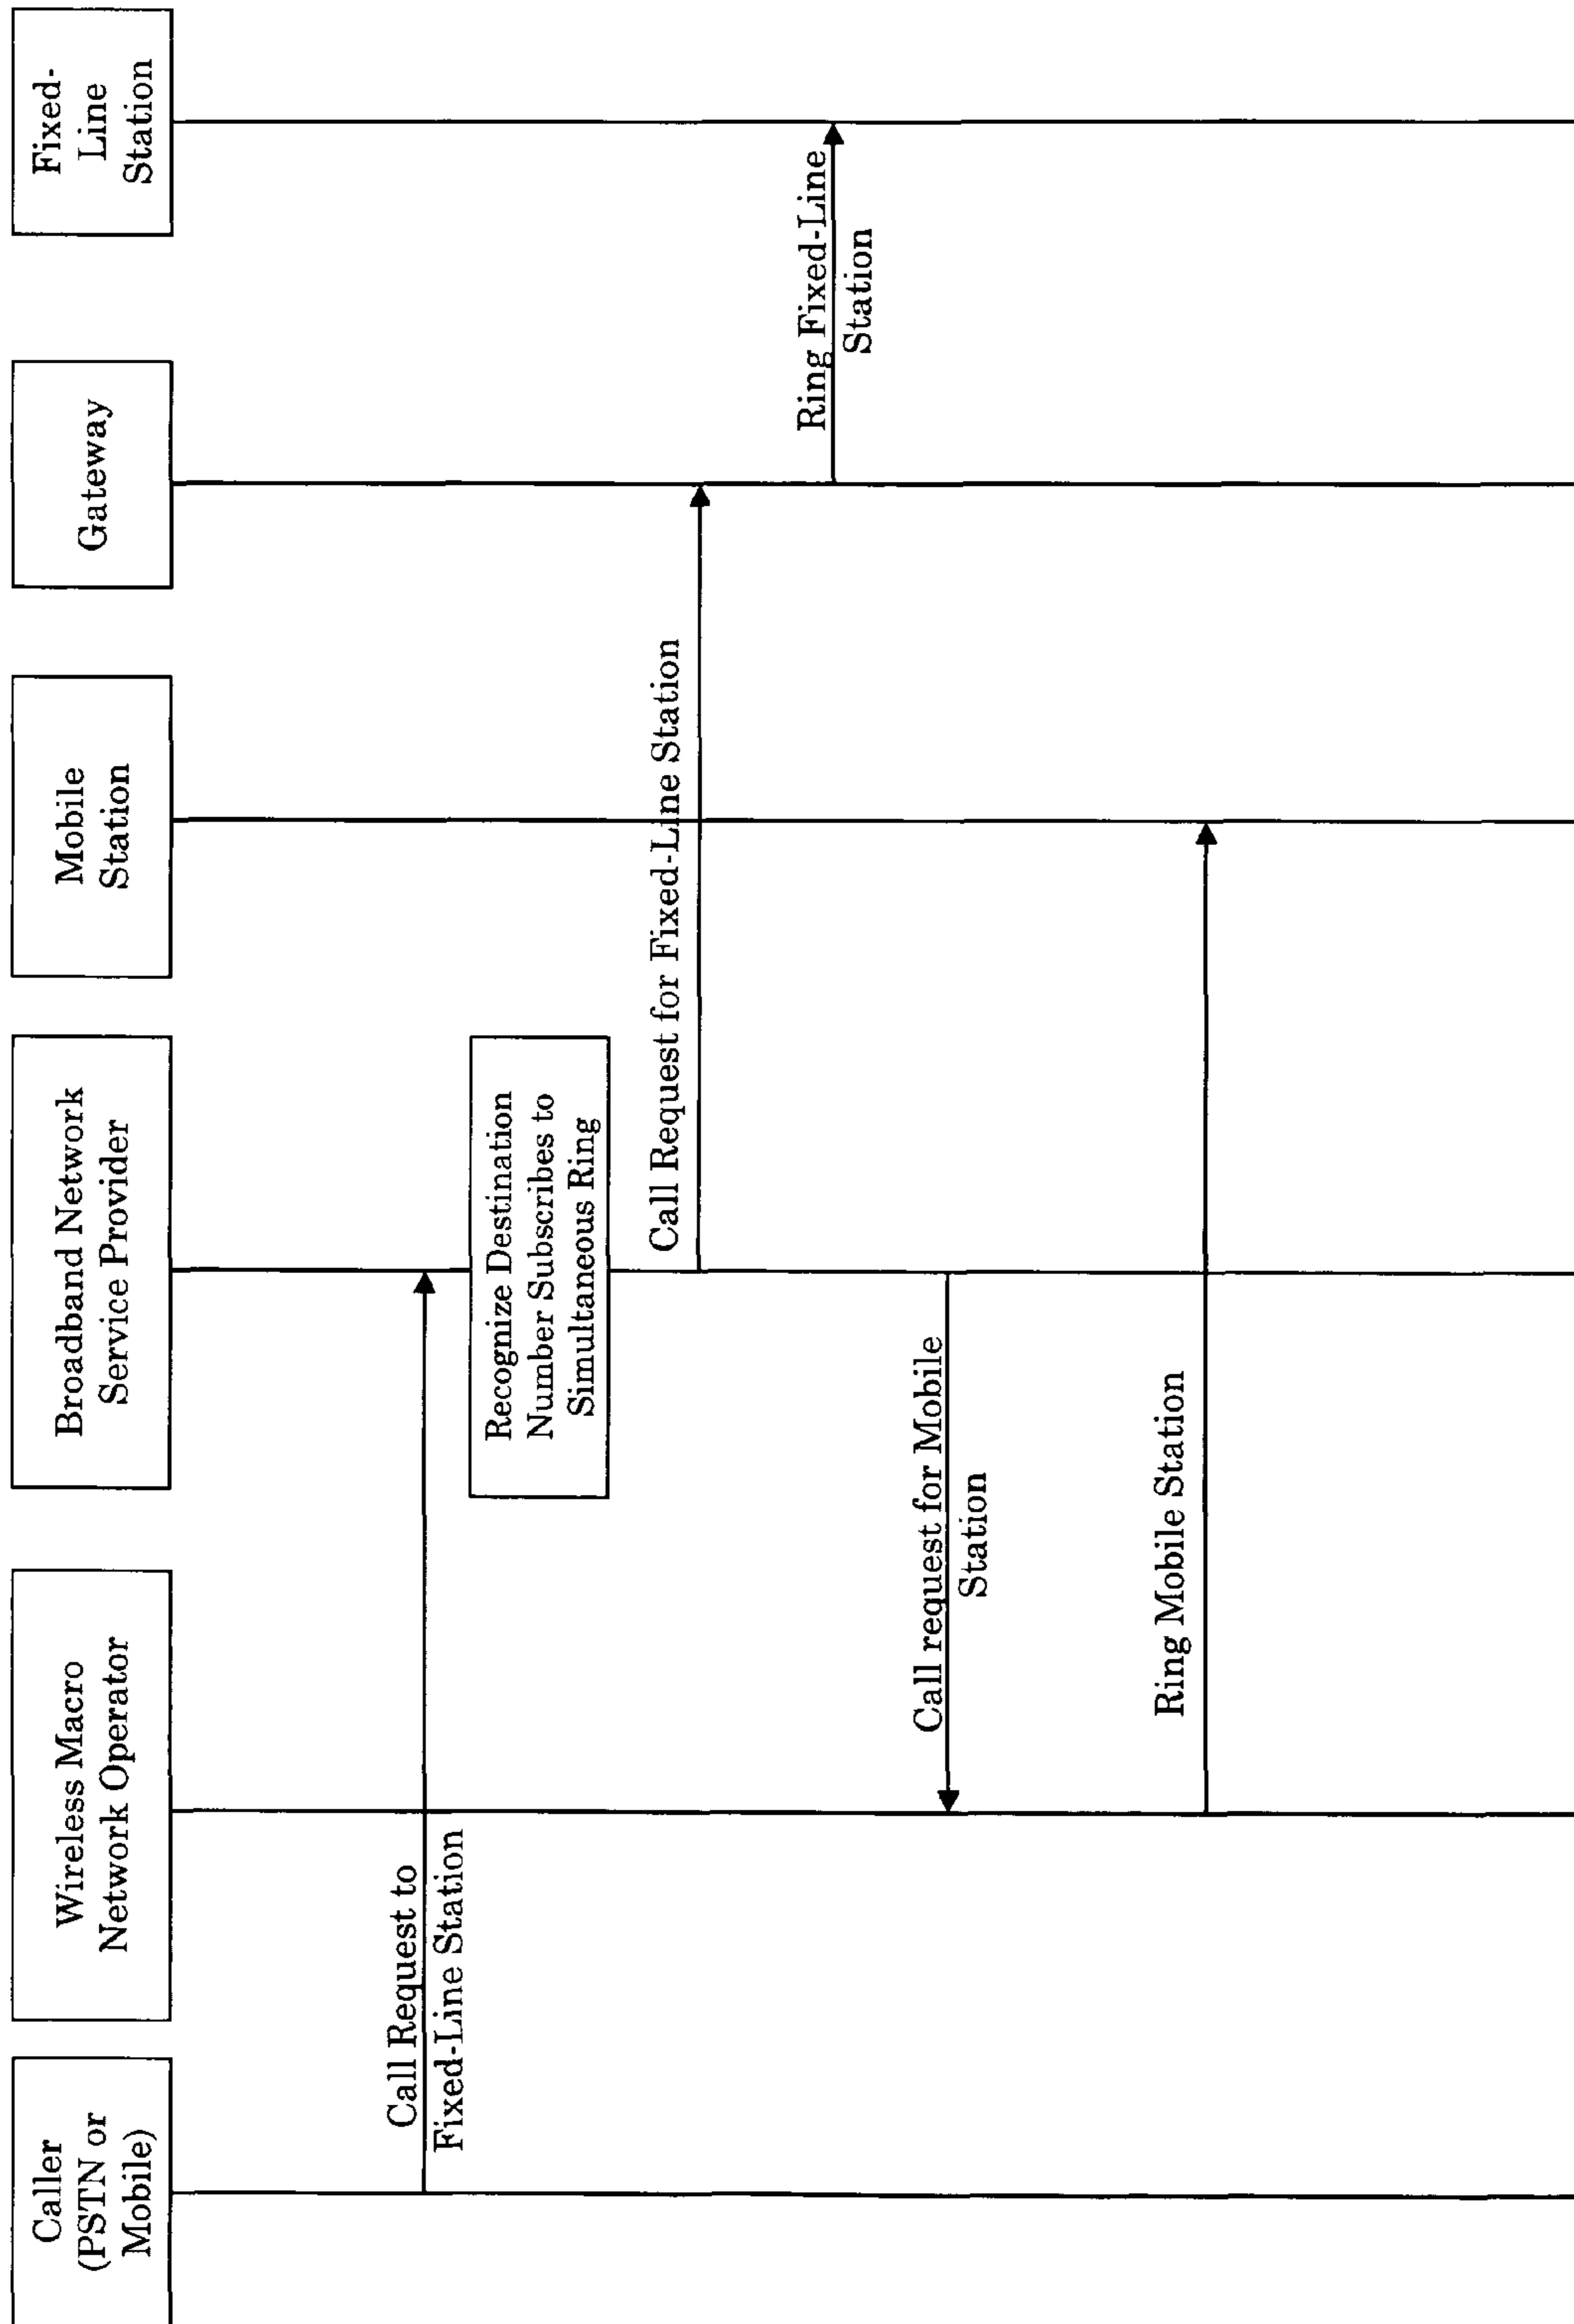 Caller
(PSTN or
Mobile)
Wireless Macro
Network Operator
Broadband Network
Service Provider
Mobile
Station
Gateway
Fixed-
Line
Station
Call Request to
Fixed-Line Station
Recognize Destination
Number Subscribes to
Simultaneous Ring
Call Request for Fixed-Line Station
Ring Fixed-Line
Station
Call request for Mobile
Station
Ring Mobile Station